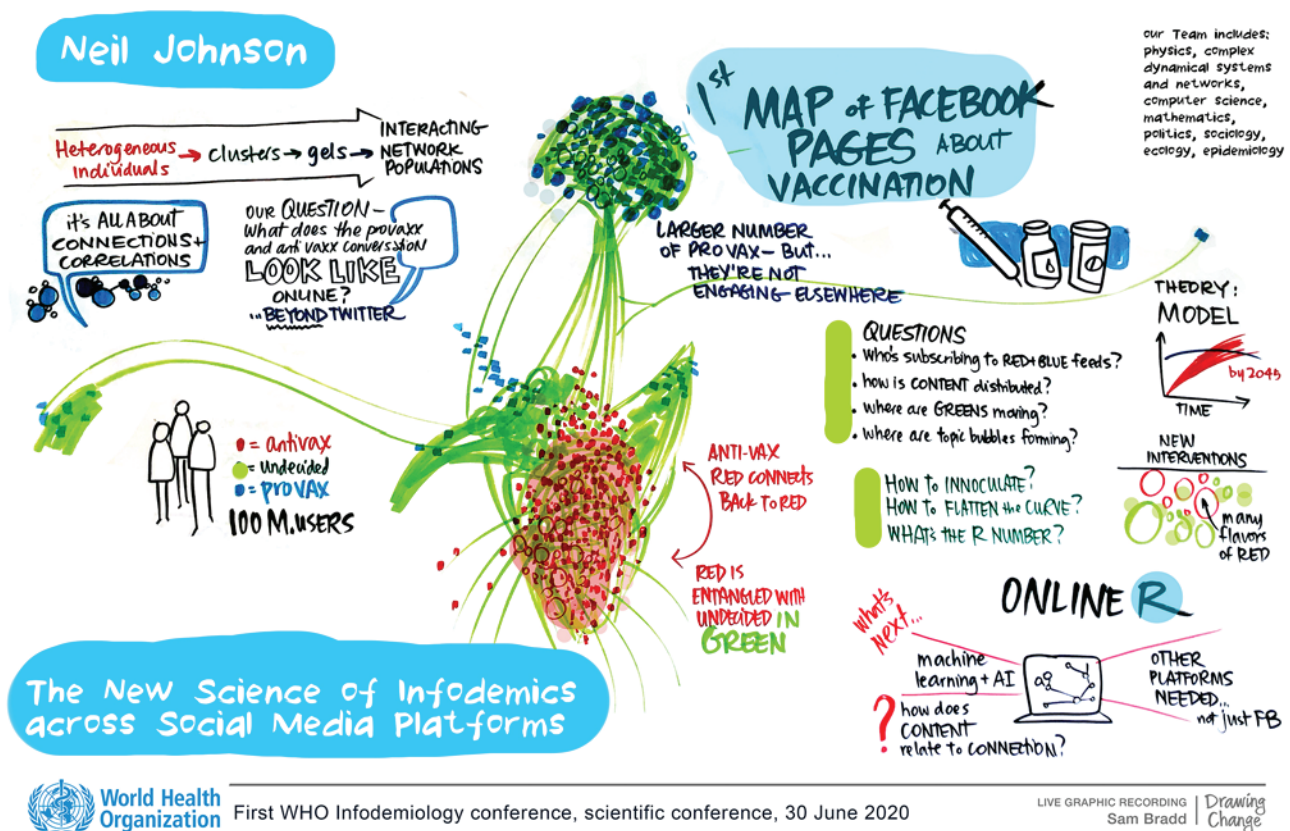 Neil Johnson
Heterogeneous
individuals
clusters
gels
INTERACTING
NETWORK
POPULATIONS
it's ALL ABOUT
CONNECTIONS+
CORRELATIONS
OUR QUESTION-
what does the provaxx
and anti vaxx conversation
LOOK LIKE
ONLINE?
...BEYOND TWITTER
1st
MAP of FACEBOOK
PAGES ABOUT
VACCINATION
our Team includes:
physics, complex
dynamical systems
and networks,
computer science,
mathematics,
politics, sociology,
ecology, epidemiology
LARGER NUMBER
OF PRO VAX- BUT...
THEY'RE NOT
ENGAGING ELSEWHERE
= antivax
= undecided
= PROVAX
100 M.USERS
ANTI-VAX
RED CONNECTS
BACK TO RED
RED IS
ENTANGLED WITH
UNDECIDED IN
GREEN
QUESTIONS
• who's subscribing to RED+BLUE feeds?
• how is CONTENT distributed?
• where are GREENS moving?
• where are topic bubbles forming?
HOW TO INNOCULATE?
HOW TO FLATTEN the CURVE?
WHAT'S the R NUMBER?
THEORY:
MODEL
by 2045
TIME
NEW
INTERVENTIONS
many
flavors
of RED
ONLINE R
what's
next...
machine
learning + AI
? how does
CONTENT
relate to CONNECTION?
OTHER
PLATFORMS
NEEDED...
not just FB
The New Science of Infodemics
across Social Media Platforms
World Health
Organization
First WHO Infodemiology conference, scientific conference, 30 June 2020
LIVE GRAPHIC RECORDING
Sam Bradd
Drawing
Change